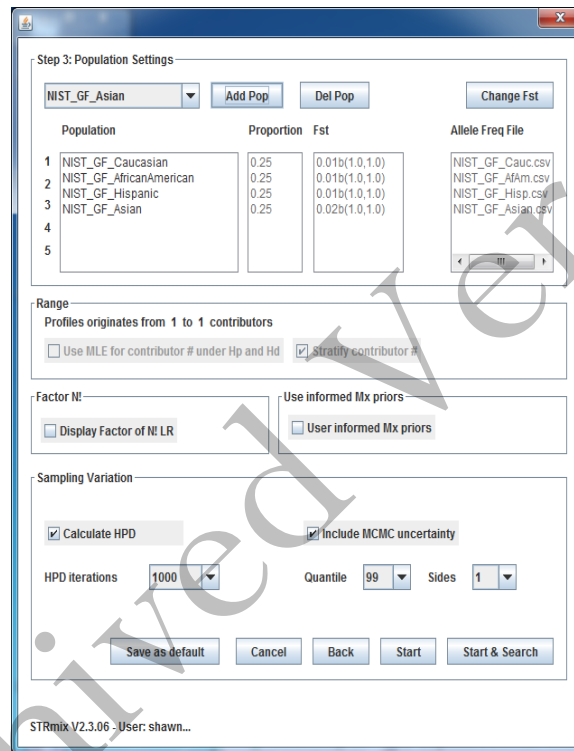 x
Step 3: Population Settings
NIST_GF_Asian Add Pop Del Pop Change Fst
Population Proportion Fst Allele Freq File
1 NIST_GF_Caucasian 0.25 0.01b(1.0,1.0) NIST_GF_Cauc.csv
2 NIST_GF_AfricanAmerican 0.25 0.01b(1.0,1.0) NIST_GF_AfAm.csv
3 NIST_GF_Hispanic 0.25 0.01b(1.0,1.0) NIST_GF_Hisp.csv
NIST_GF_Asian 0.25 0.02b(1.0,1.0) NIST_GF_Asian.csv
4
5
Range
Profiles originates from 1 to 1 contributors
Use MLE for contributor # under Hp and Hd Stratify contributor #
Factor N! Use informed Mx priors
Display Factor of N! LR User informed Mx priors
Sampling Variation
Calculate HPD Include MCMC uncertainty
HPD iterations 1000 Quantile 99 Sides 1
Save as default Cancel Back Start Start & Search
STRmix V2.3.06 - User: shawn...
hived Ver